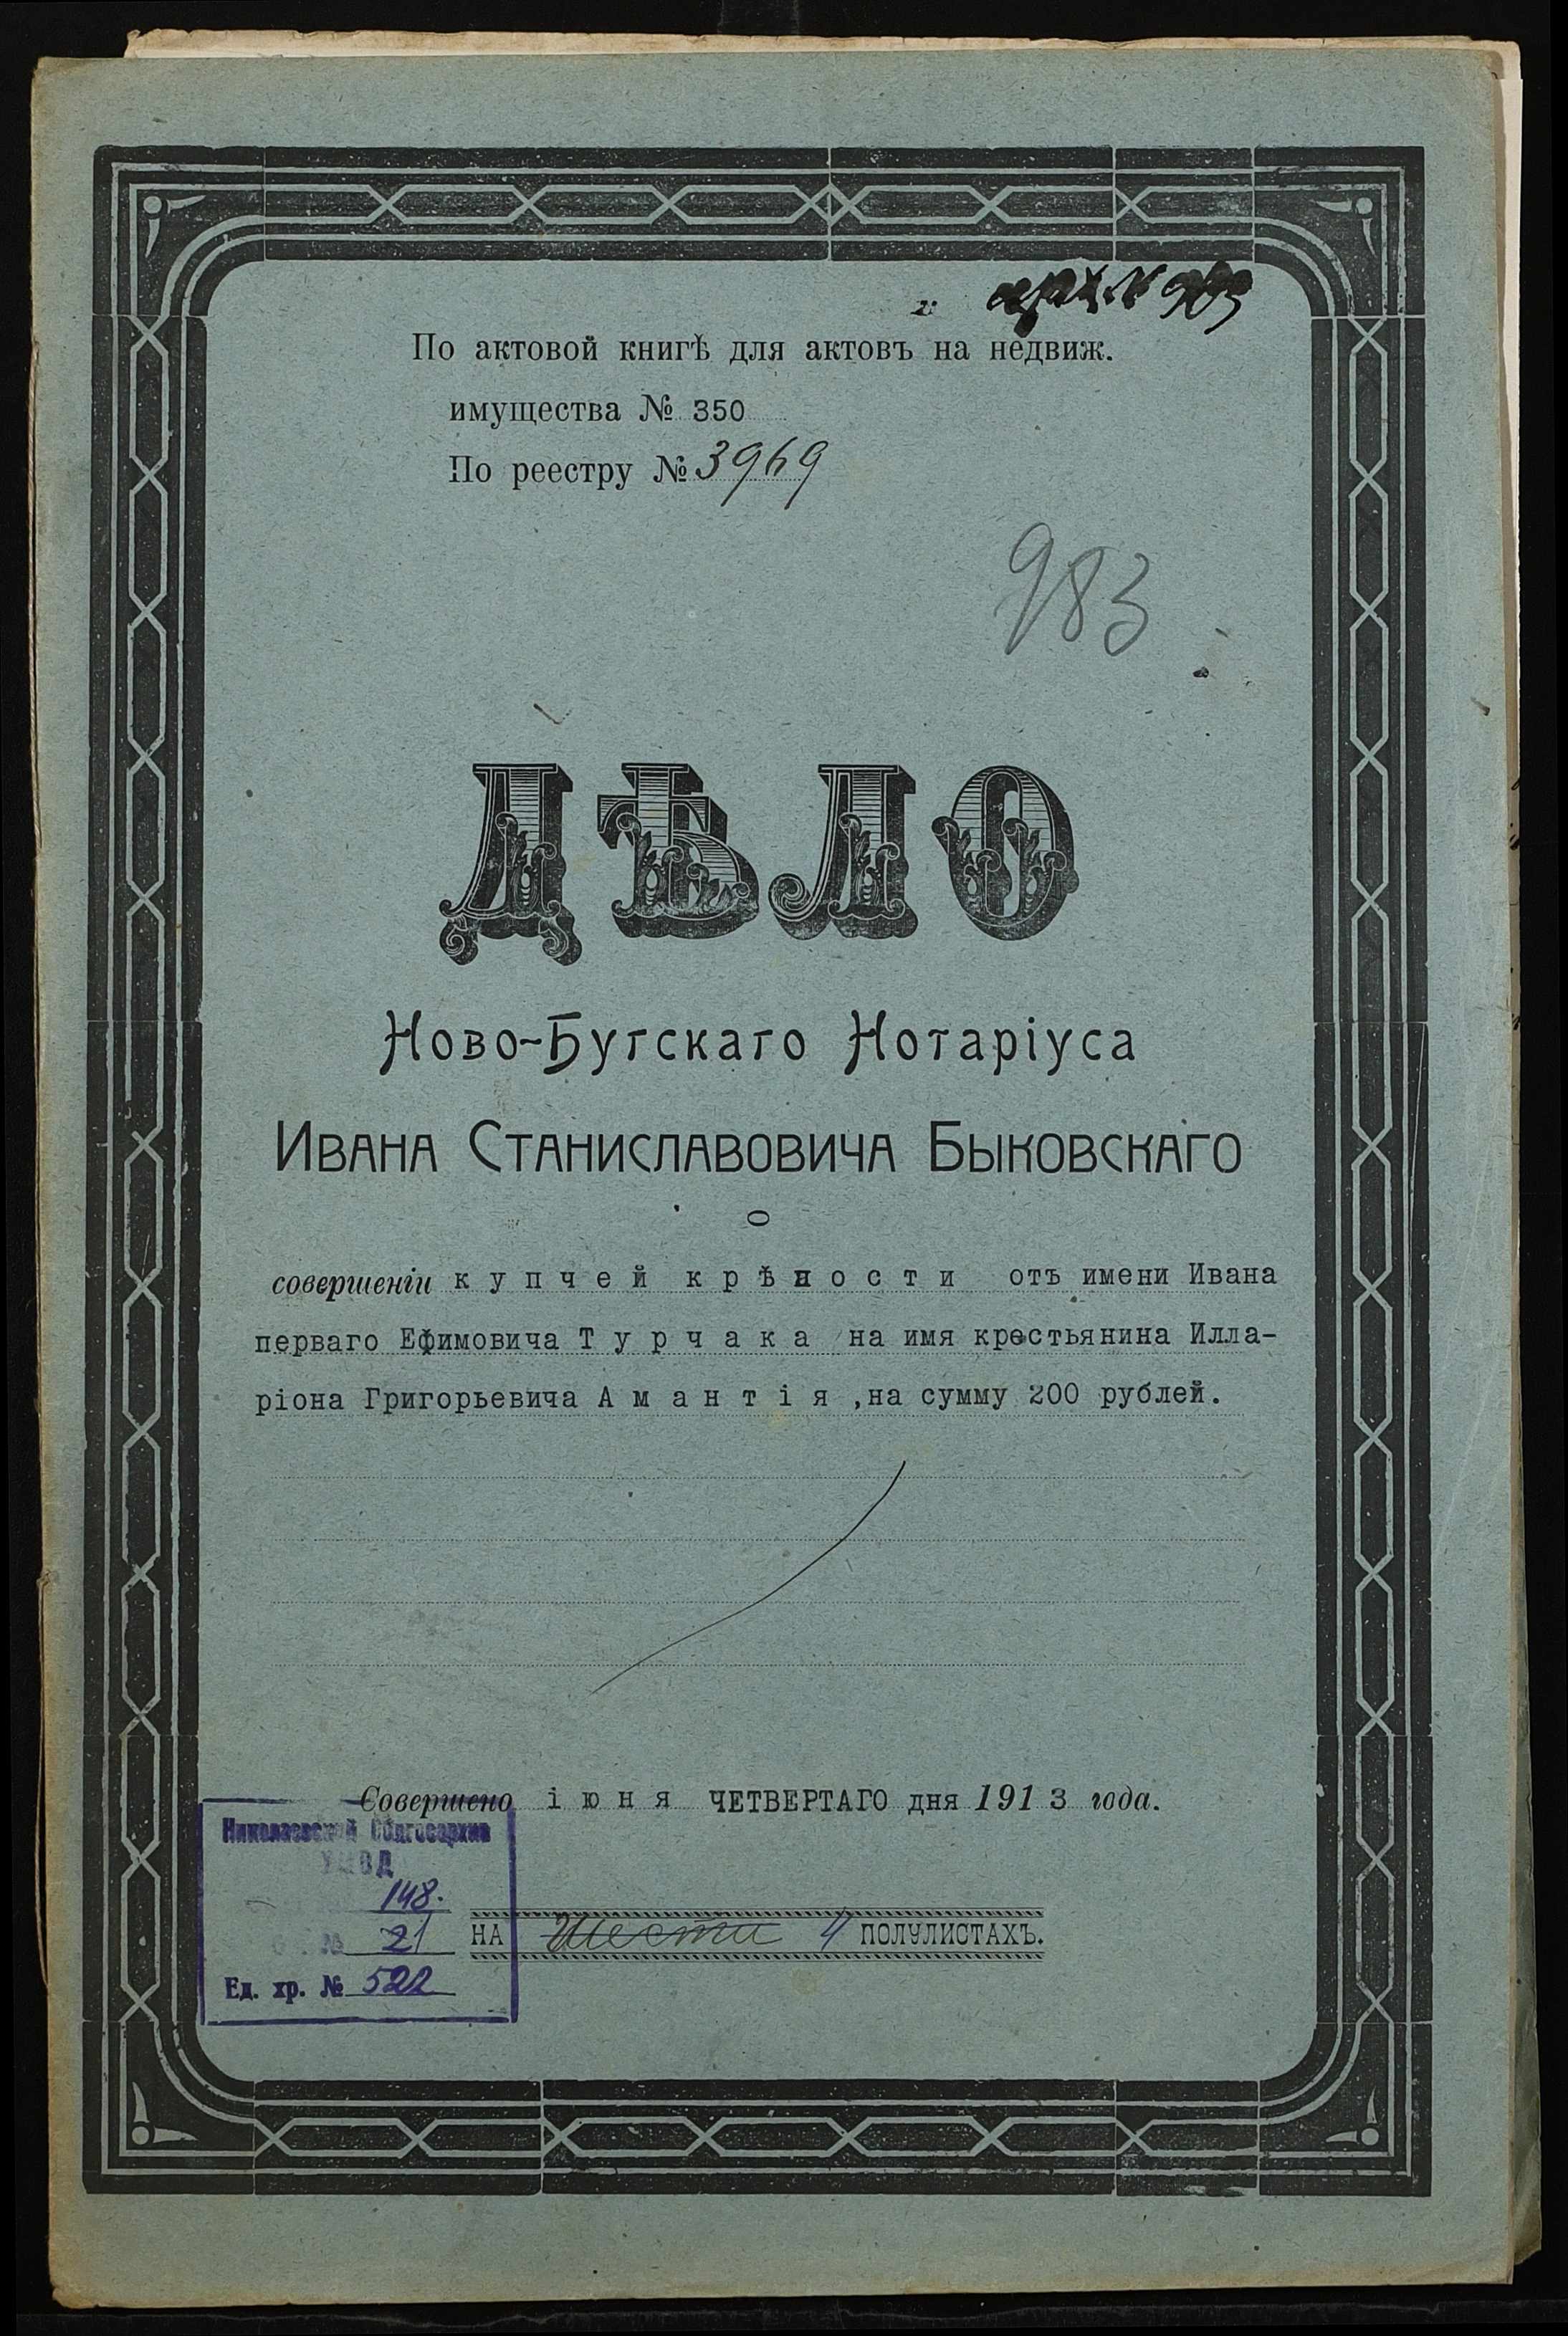 По актовой книгѣ для актовъ на недвиж.
имущества № 350
По реестру № 3969
983
ДѢЛО
Ново-Бугскаго Нотаріуса
ИВАНА СТАНИСЛАВОВИЧА БЫКОВСКАГО
о
совершеніи купчей крѣпости отъ имени Ивана
перваго Ефимовича Турчака на имя крестьянина Илла-
ріона Григорьевича Амантія, на сумму 200 рублей.
Совершено іюня ЧЕТВЕРТАГО дня 1913 года.
Николаевский Облгосархив
УМВД
148.
№ 21
Ед. хр. № 522
НА Шести 4 ПОЛУЛИСТАХЪ.